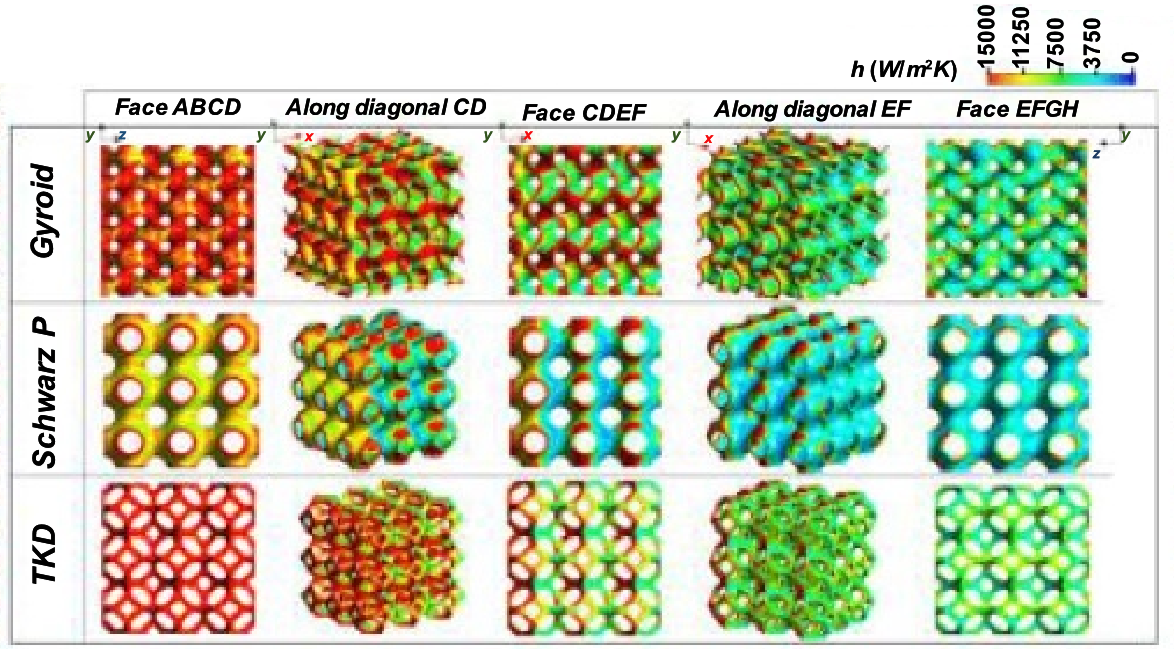 15000
11250
7500
3750
0
h (W/m²K)
Face ABCD
Along diagonal CD
Face CDEF
Along diagonal EF
Face EFGH
y z
y x
y x
y x
z y
Gyroid
Schwarz P
TKD